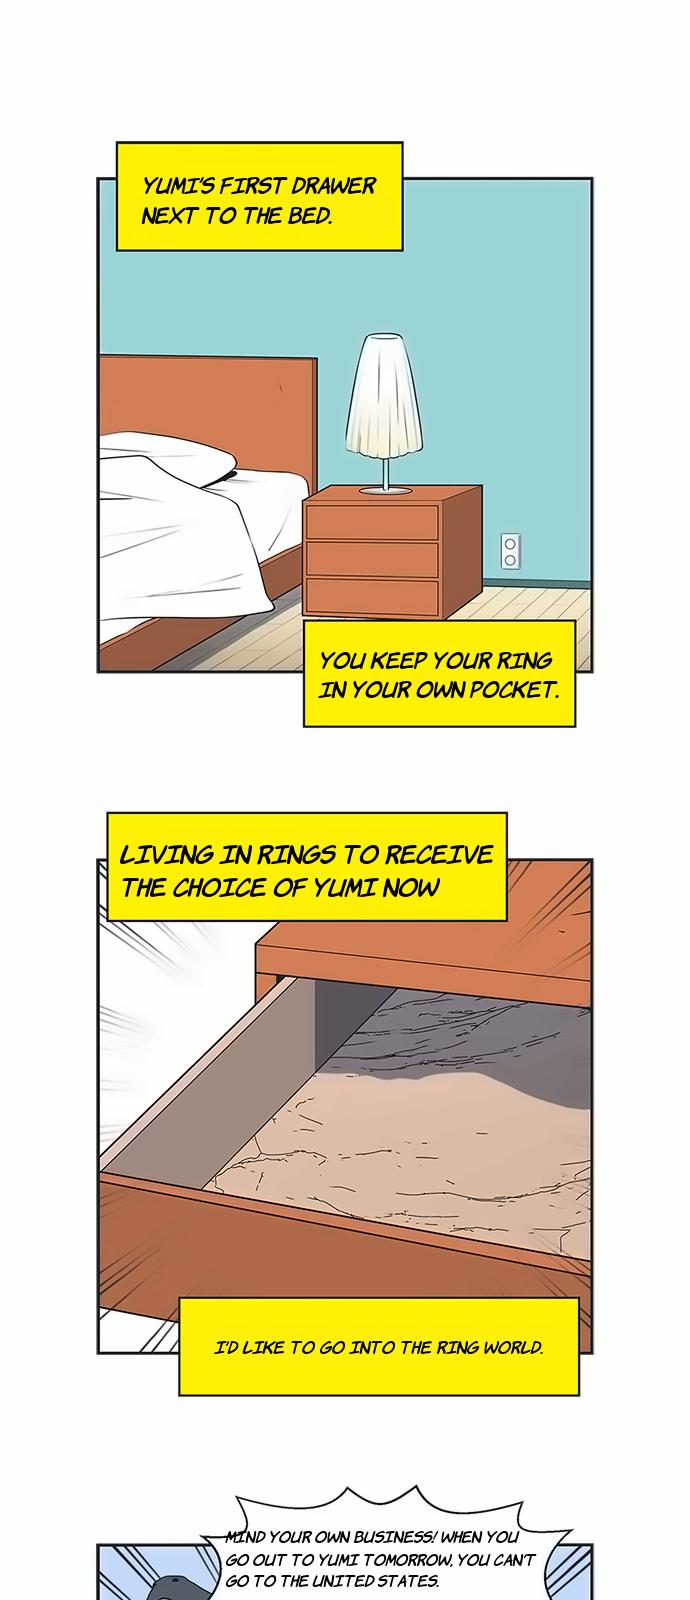 YUMI'S FIRST DRAWER
NEXT TO THE BED.
YOU KEEP YOUR RING
IN YOUR OWN POCKET.
LIVING IN RINGS TO RECEIVE
THE CHOICE OF YUMI NOW
I'D LIKE TO GO INTO THE RING WORLD.
MIND YOUR OWN BUSINESS! WHEN YOU
GO OUT TO YUMI TOMORROW, YOU CAN'T
GO TO THE UNITED STATES.